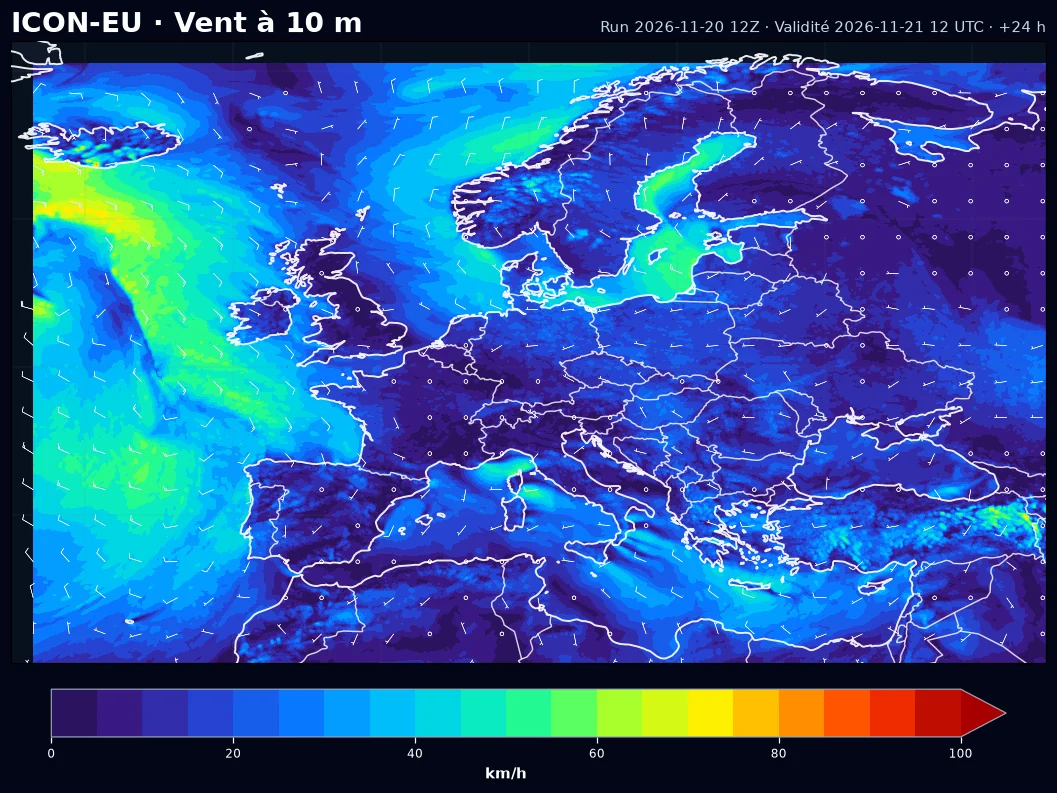 ICON-EU · Vent à 10 m
Run 2026-11-20 12Z · Validité 2026-11-21 12 UTC · +24 h
0 20 40 60 80 100
km/h